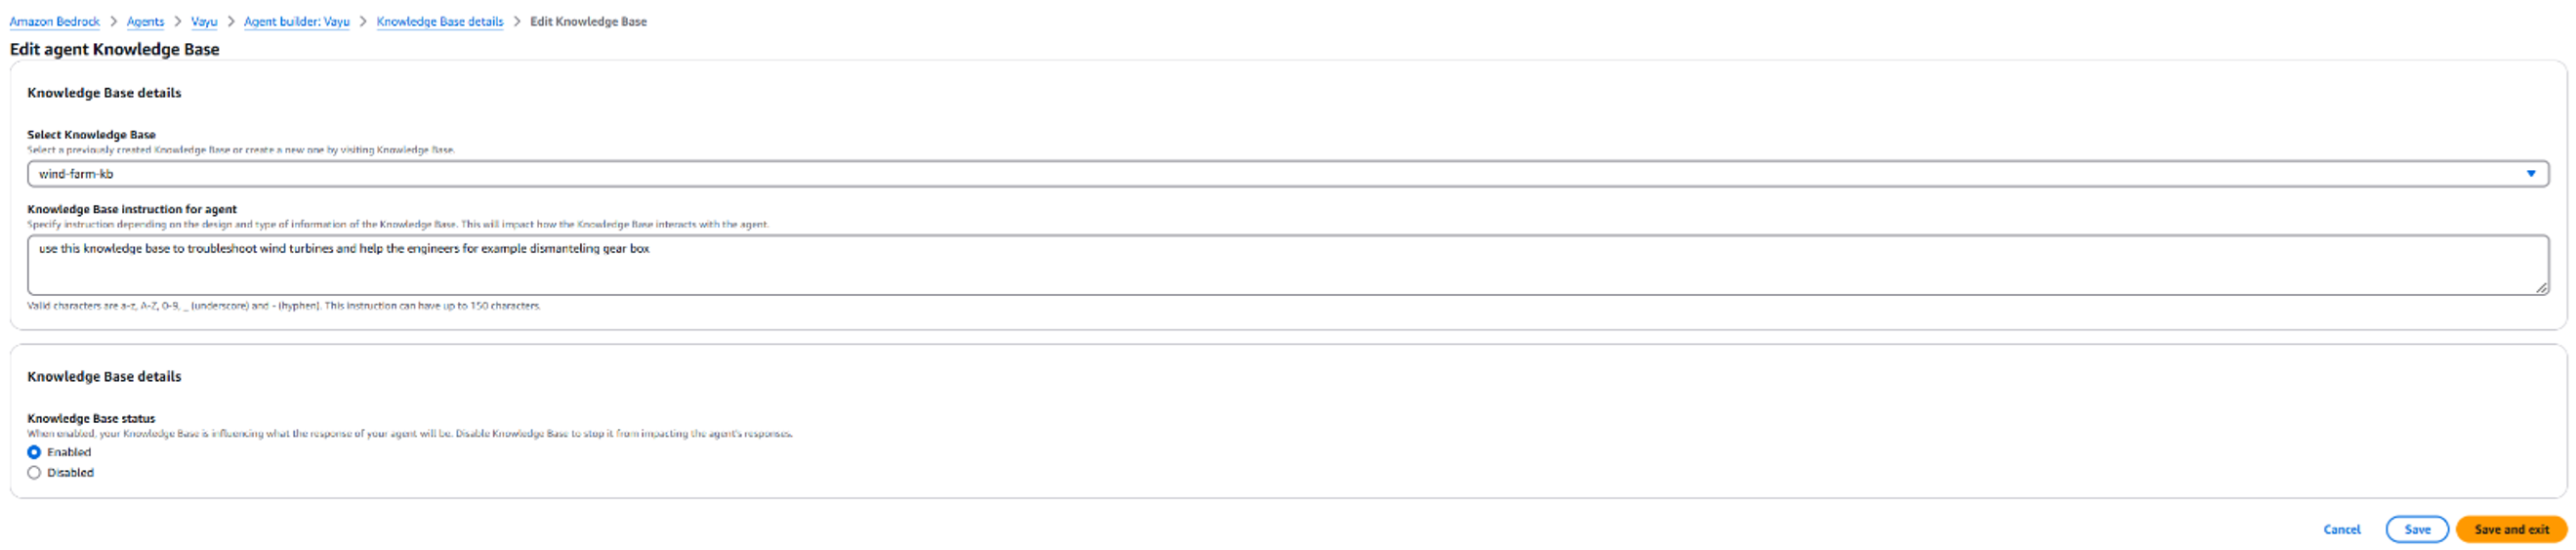 Amazon Bedrock > Agents > Vayu > Agent builder: Vayu > Knowledge Base details > Edit Knowledge Base
Edit agent Knowledge Base
Knowledge Base details
Select Knowledge Base
Select a previously created Knowledge Base or create a new one by visiting Knowledge Base.
wind-farm-kb
Knowledge Base instruction for agent
Specify instruction depending on the design and type of information of the Knowledge Base. This will impact how the Knowledge Base interacts with the agent.
use this knowledge base to troubleshoot wind turbines and help the engineers for example dismanteling gear box
Valid characters are a-z, A-Z, 0-9, _ (underscore) and - (hyphen). This instruction can have up to 150 characters.
Knowledge Base details
Knowledge Base status
When enabled, your Knowledge Base is influencing what the response of your agent will be. Disable Knowledge Base to stop it from impacting the agent's responses.
Enabled
Disabled
Cancel Save Save and exit